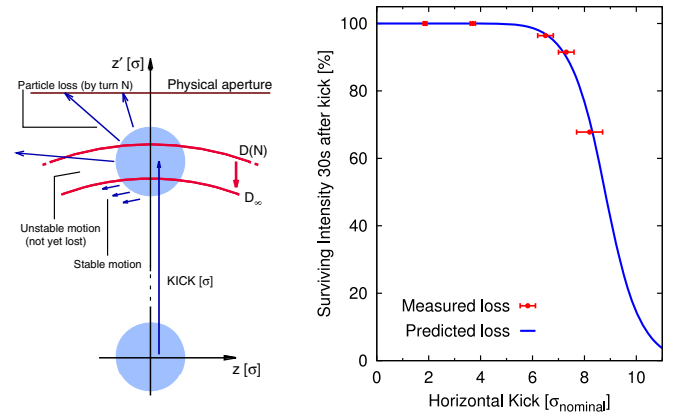 z′ [σ]
Particle loss (by turn N)
Physical aperture
D(N)
D∞
Unstable motion
(not yet lost)
Stable motion
KICK [σ]
z [σ]
Surviving Intensity 30s after kick [%]
100
80
60
40
20
0
Measured loss
Predicted loss
0 2 4 6 8 10
Horizontal Kick [σnominal]